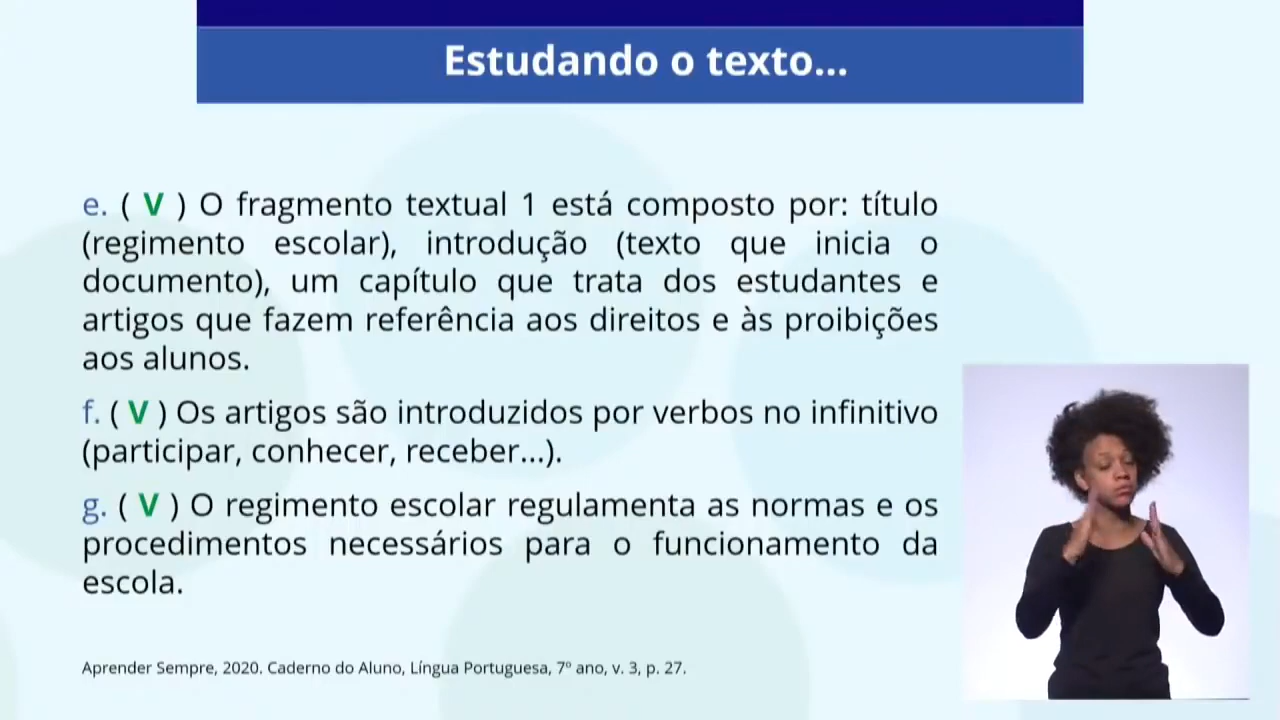 Estudando o texto...
e. ( V ) O fragmento textual 1 está composto por: título
(regimento escolar), introdução (texto que inicia o
documento), um capítulo que trata dos estudantes e
artigos que fazem referência aos direitos e às proibições
aos alunos.
f. ( V ) Os artigos são introduzidos por verbos no infinitivo
(participar, conhecer, receber...).
g. ( V ) O regimento escolar regulamenta as normas e os
procedimentos necessários para o funcionamento da
escola.
Aprender Sempre, 2020. Caderno do Aluno, Língua Portuguesa, 7º ano, v. 3, p. 27.